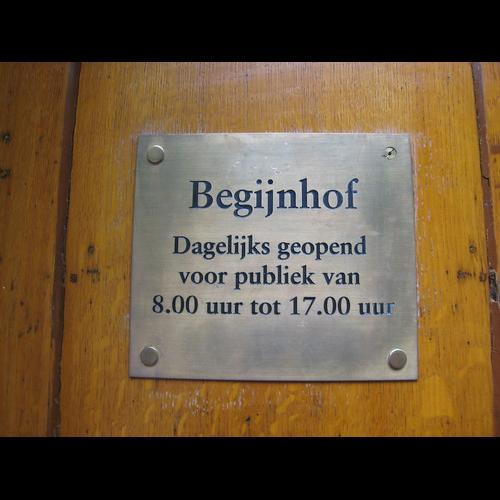 Begijnhof
Dagelijks geopend
voor publiek van
8.00 uur tot 17.00 uur